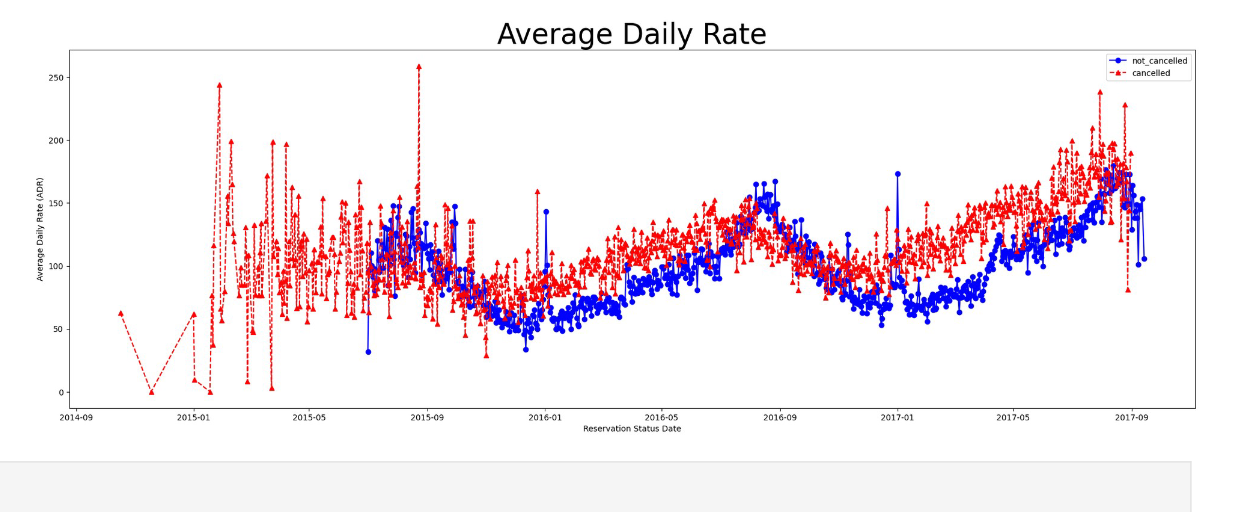 Average Daily Rate
not_cancelled
cancelled
250
200
150
100
50
0
Average Daily Rate (ADR)
2014-09 2015-01 2015-05 2015-09 2016-01 2016-05 2016-09 2017-01 2017-05 2017-09
Reservation Status Date